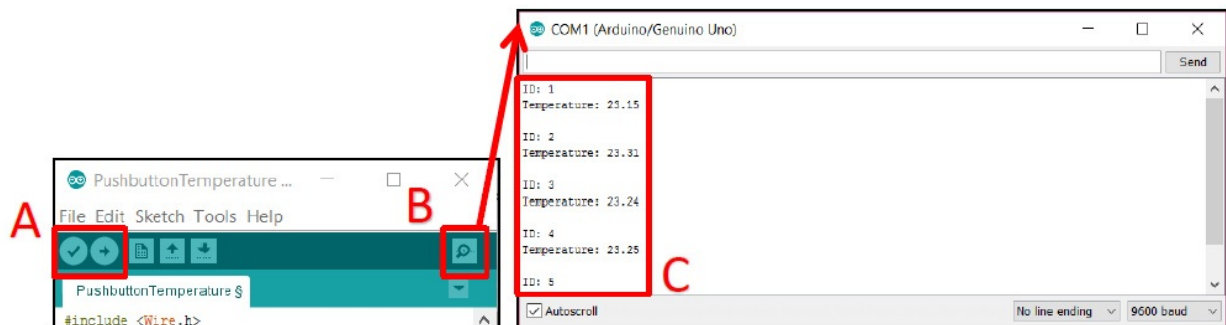 A
PushbuttonTemperature ...
B
File Edit Sketch Tools Help
PushbuttonTemperature §
#include <Wire.h>
COM1 (Arduino/Genuino Uno)
Send
ID: 1
Temperature: 23.15
ID: 2
Temperature: 23.31
ID: 3
Temperature: 23.24
ID: 4
Temperature: 23.25
ID: 5
C
Autoscroll
No line ending
9600 baud